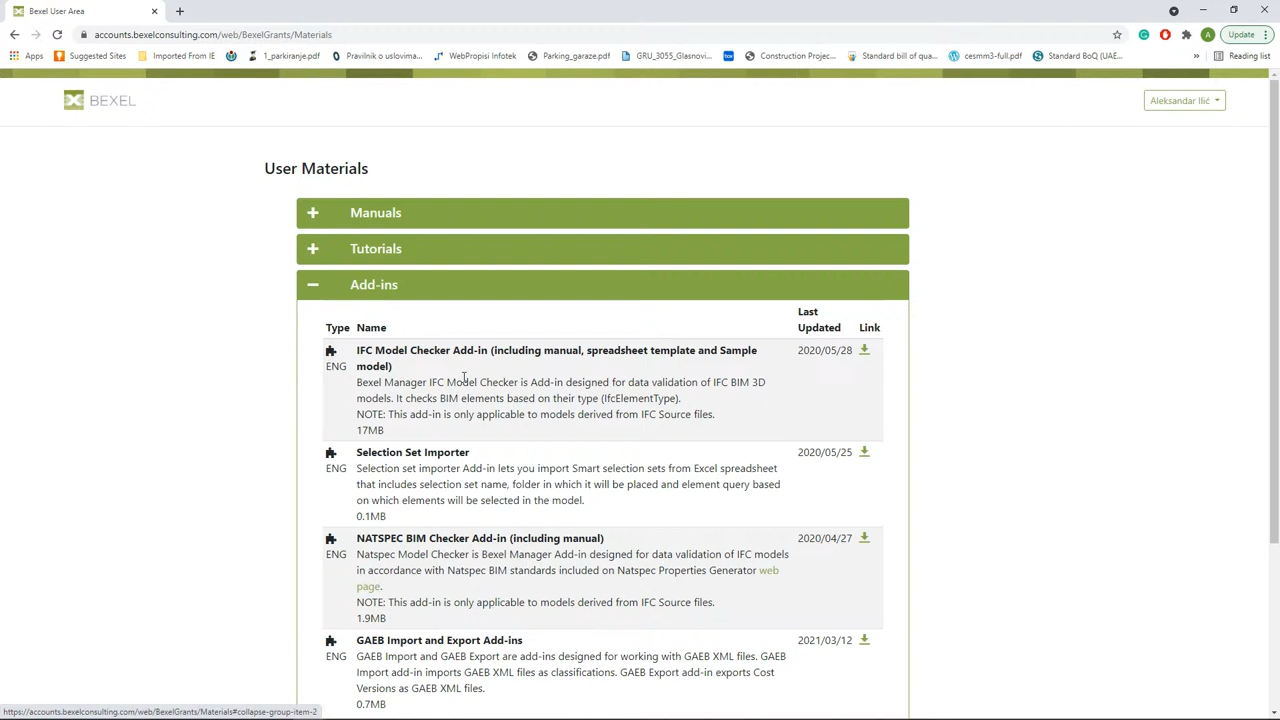 Bexel User Area
accounts.bexelconsulting.com/web/BexelGrants/Materials
A
Update
Apps
Suggested Sites
Imported From IE
1_parkiranje.pdf
Pravilnik o uslovima...
WebPropisi Infotek
Parking_garaze.pdf
GRU_3055_Glasnovi...
box
Construction Projec...
Standard bill of qua...
cesmm3-full.pdf
Standard BoQ (UAE...
»
Reading list
BEXEL
Aleksandar Ilić
User Materials
Manuals
Tutorials
Add-ins
Type Name Last Updated Link
IFC Model Checker Add-in (including manual, spreadsheet template and Sample 2020/05/28
ENG model)
Bexel Manager IFC Model Checker is Add-in designed for data validation of IFC BIM 3D
models. It checks BIM elements based on their type (IfcElementType).
NOTE: This add-in is only applicable to models derived from IFC Source files.
17MB
Selection Set Importer 2020/05/25
ENG Selection set importer Add-in lets you import Smart selection sets from Excel spreadsheet
that includes selection set name, folder in which it will be placed and element query based
on which elements will be selected in the model.
0.1MB
NATSPEC BIM Checker Add-in (including manual) 2020/04/27
ENG Natspec Model Checker is Bexel Manager Add-in designed for data validation of IFC models
in accordance with Natspec BIM standards included on Natspec Properties Generator web
page.
NOTE: This add-in is only applicable to models derived from IFC Source files.
1.9MB
GAEB Import and Export Add-ins 2021/03/12
ENG GAEB Import and GAEB Export are add-ins designed for working with GAEB XML files. GAEB
Import add-in imports GAEB XML files as classifications. GAEB Export add-in exports Cost
Versions as GAEB XML files.
0.7MB
https://accounts.bexelconsulting.com/web/BexelGrants/Materials#collapse-group-item-2